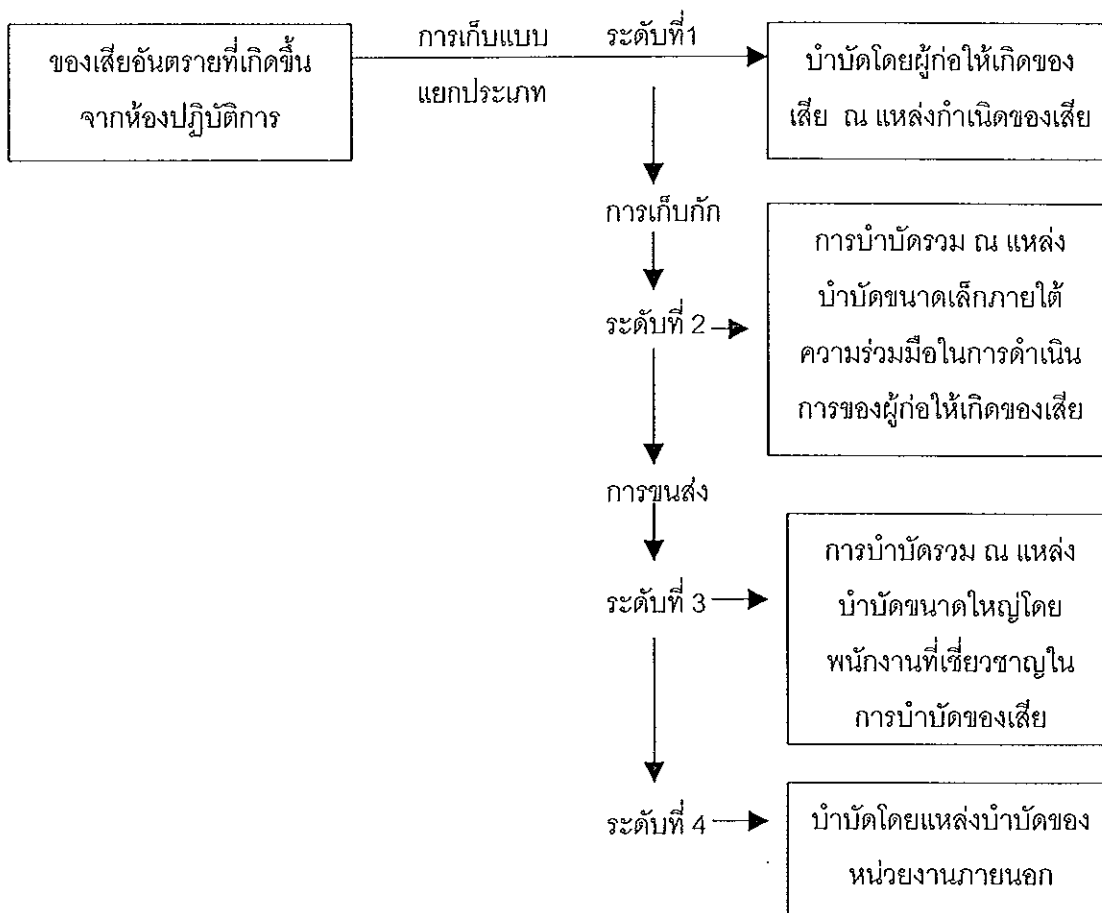 ของเสียอันตรายที่เกิดขึ้น
จากห้องปฏิบัติการ
การเก็บแบบ
แยกประเภท
ระดับที่1
บำบัดโดยผู้ก่อให้เกิดของ
เสีย ณ แหล่งกำเนิดของเสีย
การเก็บกัก
ระดับที่ 2
การบำบัดรวม ณ แหล่ง
บำบัดขนาดเล็กภายใต้
ความร่วมมือในการดำเนิน
การของผู้ก่อให้เกิดของเสีย
การขนส่ง
ระดับที่ 3
การบำบัดรวม ณ แหล่ง
บำบัดขนาดใหญ่โดย
พนักงานที่เชี่ยวชาญใน
การบำบัดของเสีย
ระดับที่ 4
บำบัดโดยแหล่งบำบัดของ
หน่วยงานภายนอก